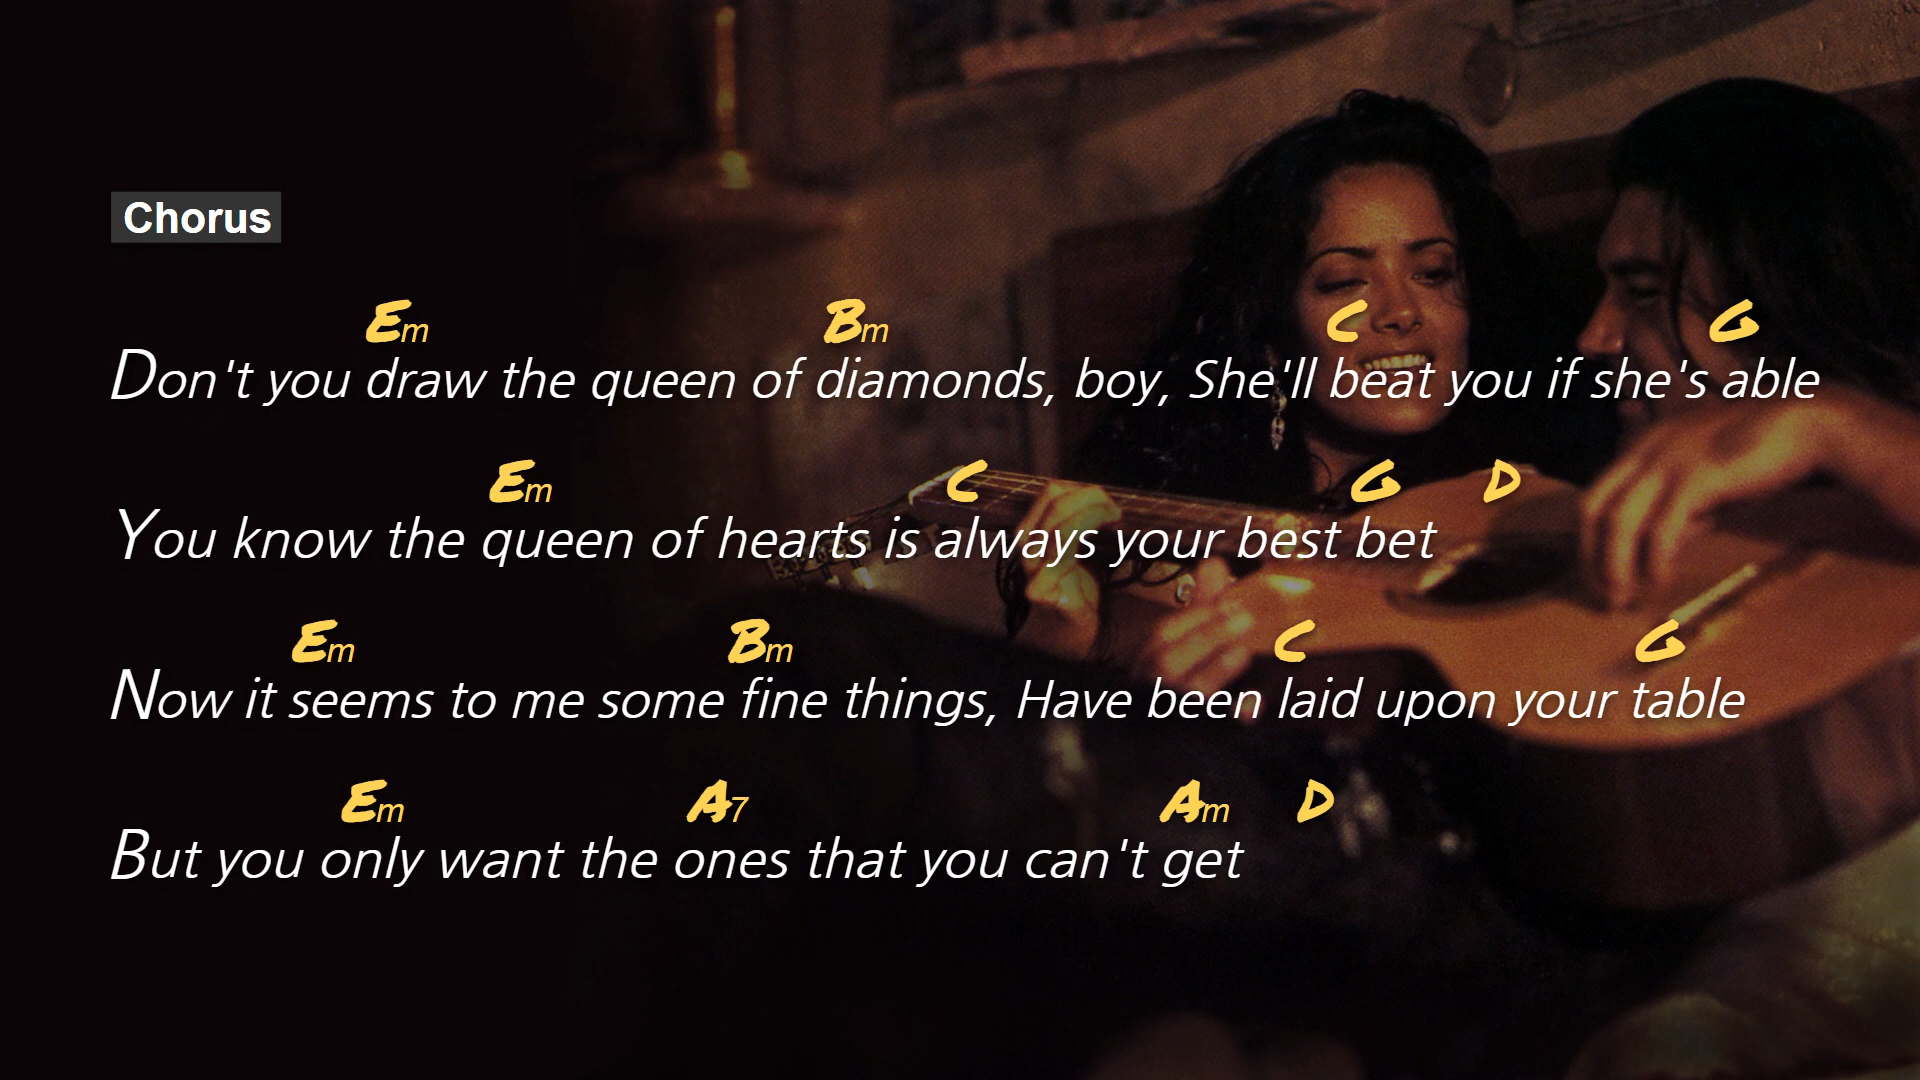 Chorus
Em Bm C G
Don't you draw the queen of diamonds, boy, She'll beat you if she's able
Em C G D
You know the queen of hearts is always your best bet
Em Bm C G
Now it seems to me some fine things, Have been laid upon your table
Em A7 Am D
But you only want the ones that you can't get